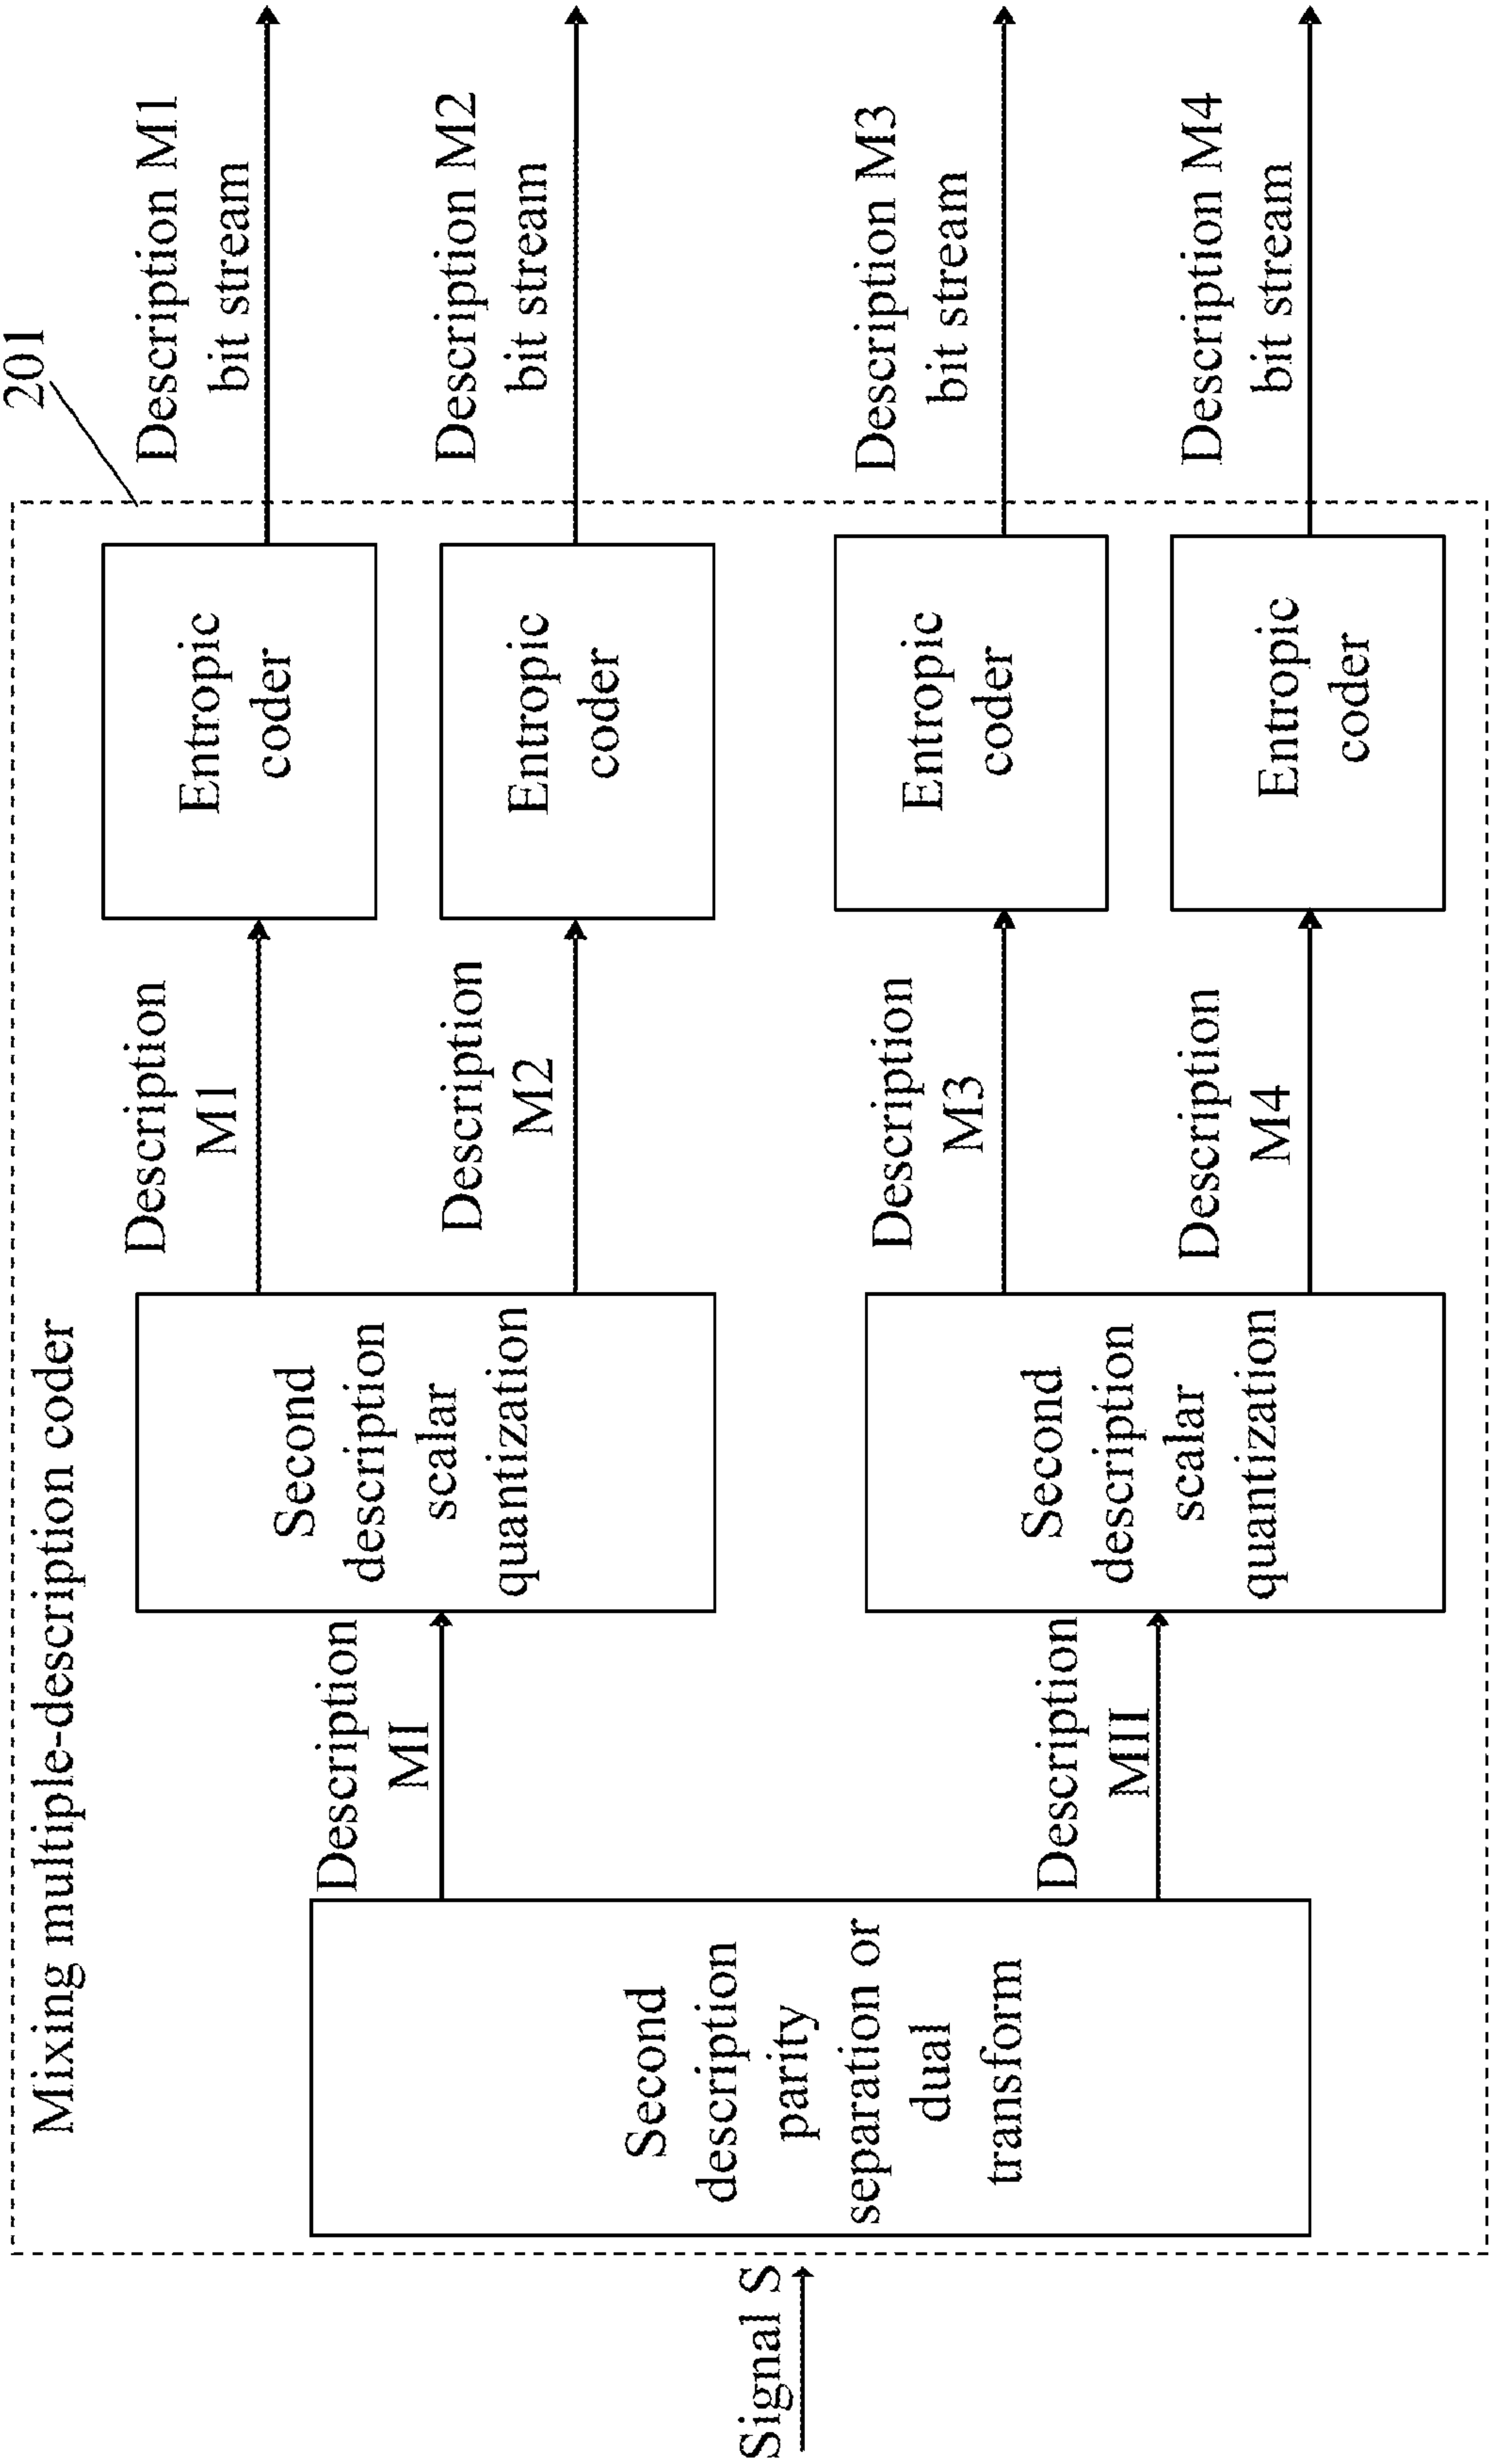 201
Mixing multiple-description coder
Signal S
Second
description
parity
separation or
dual
transform
Description
MI
Description
MII
Second
description
scalar
quantization
Second
description
scalar
quantization
Description
M1
Description
M2
Description
M3
Description
M4
Entropic
coder
Entropic
coder
Entropic
coder
Entropic
coder
Description M1
bit stream
Description M2
bit stream
Description M3
bit stream
Description M4
bit stream